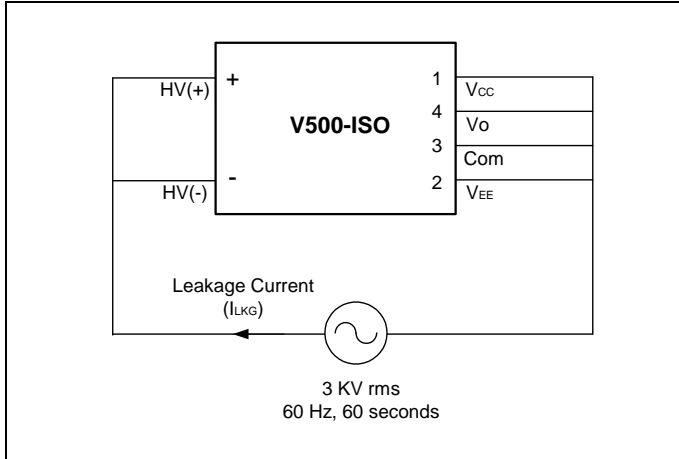 +
HV(+)
V500-ISO
1
VCC
4
Vo
3
Com
-
HV(-)
2
VEE
Leakage Current
(ILKG)
3 KV rms
60 Hz, 60 seconds